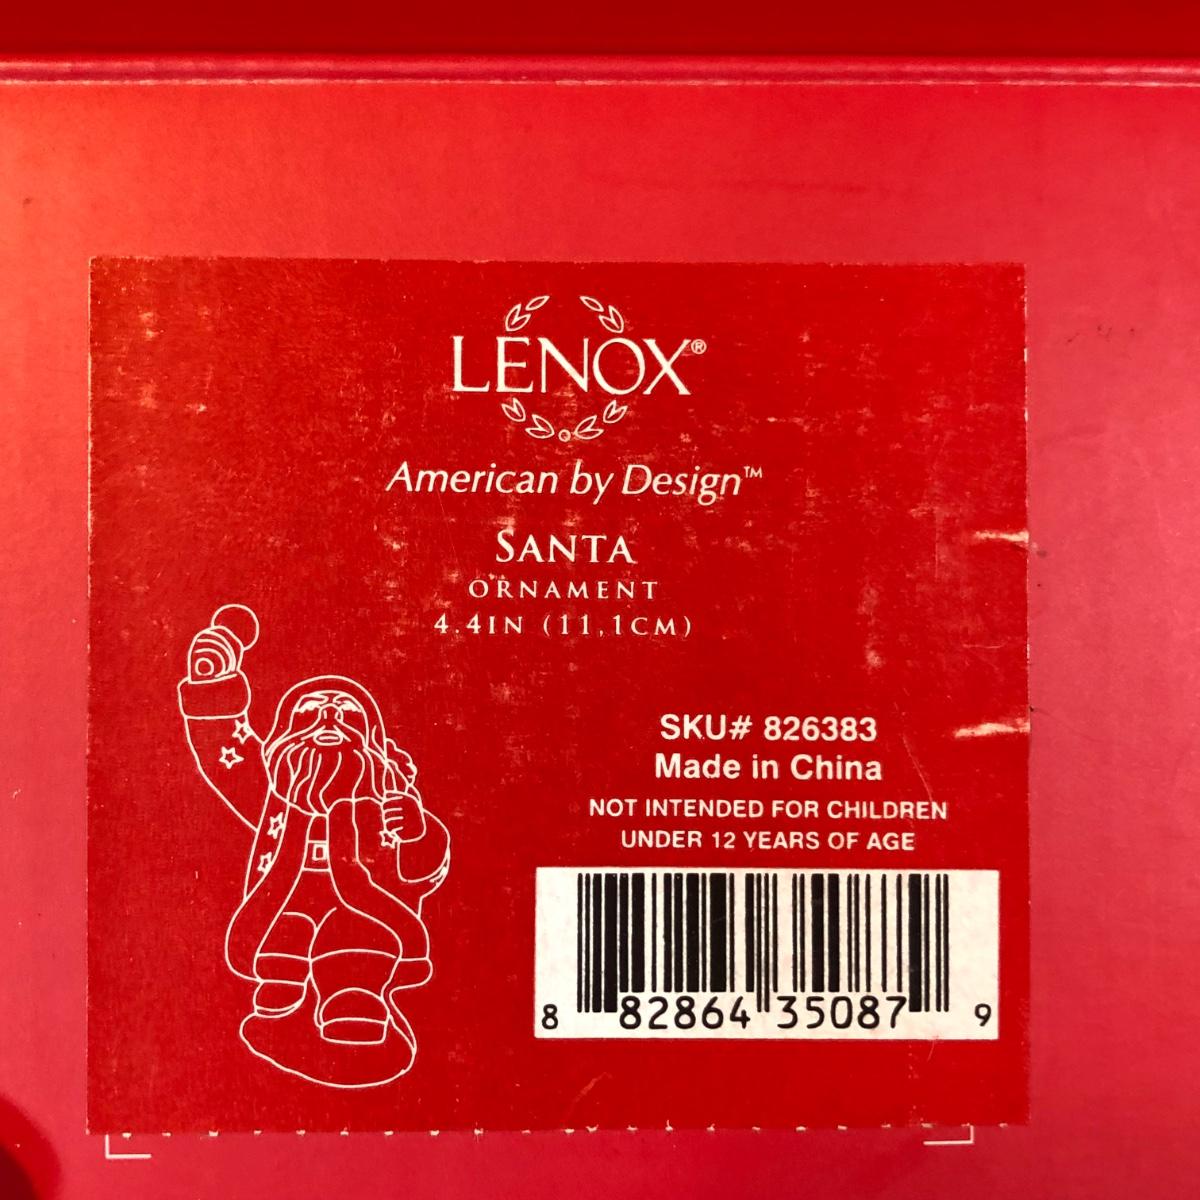 LENOX®
American by Design™
SANTA
ORNAMENT
4.4IN (11,1CM)
SKU# 826383
Made in China
NOT INTENDED FOR CHILDREN
UNDER 12 YEARS OF AGE
8 82864 35087 9